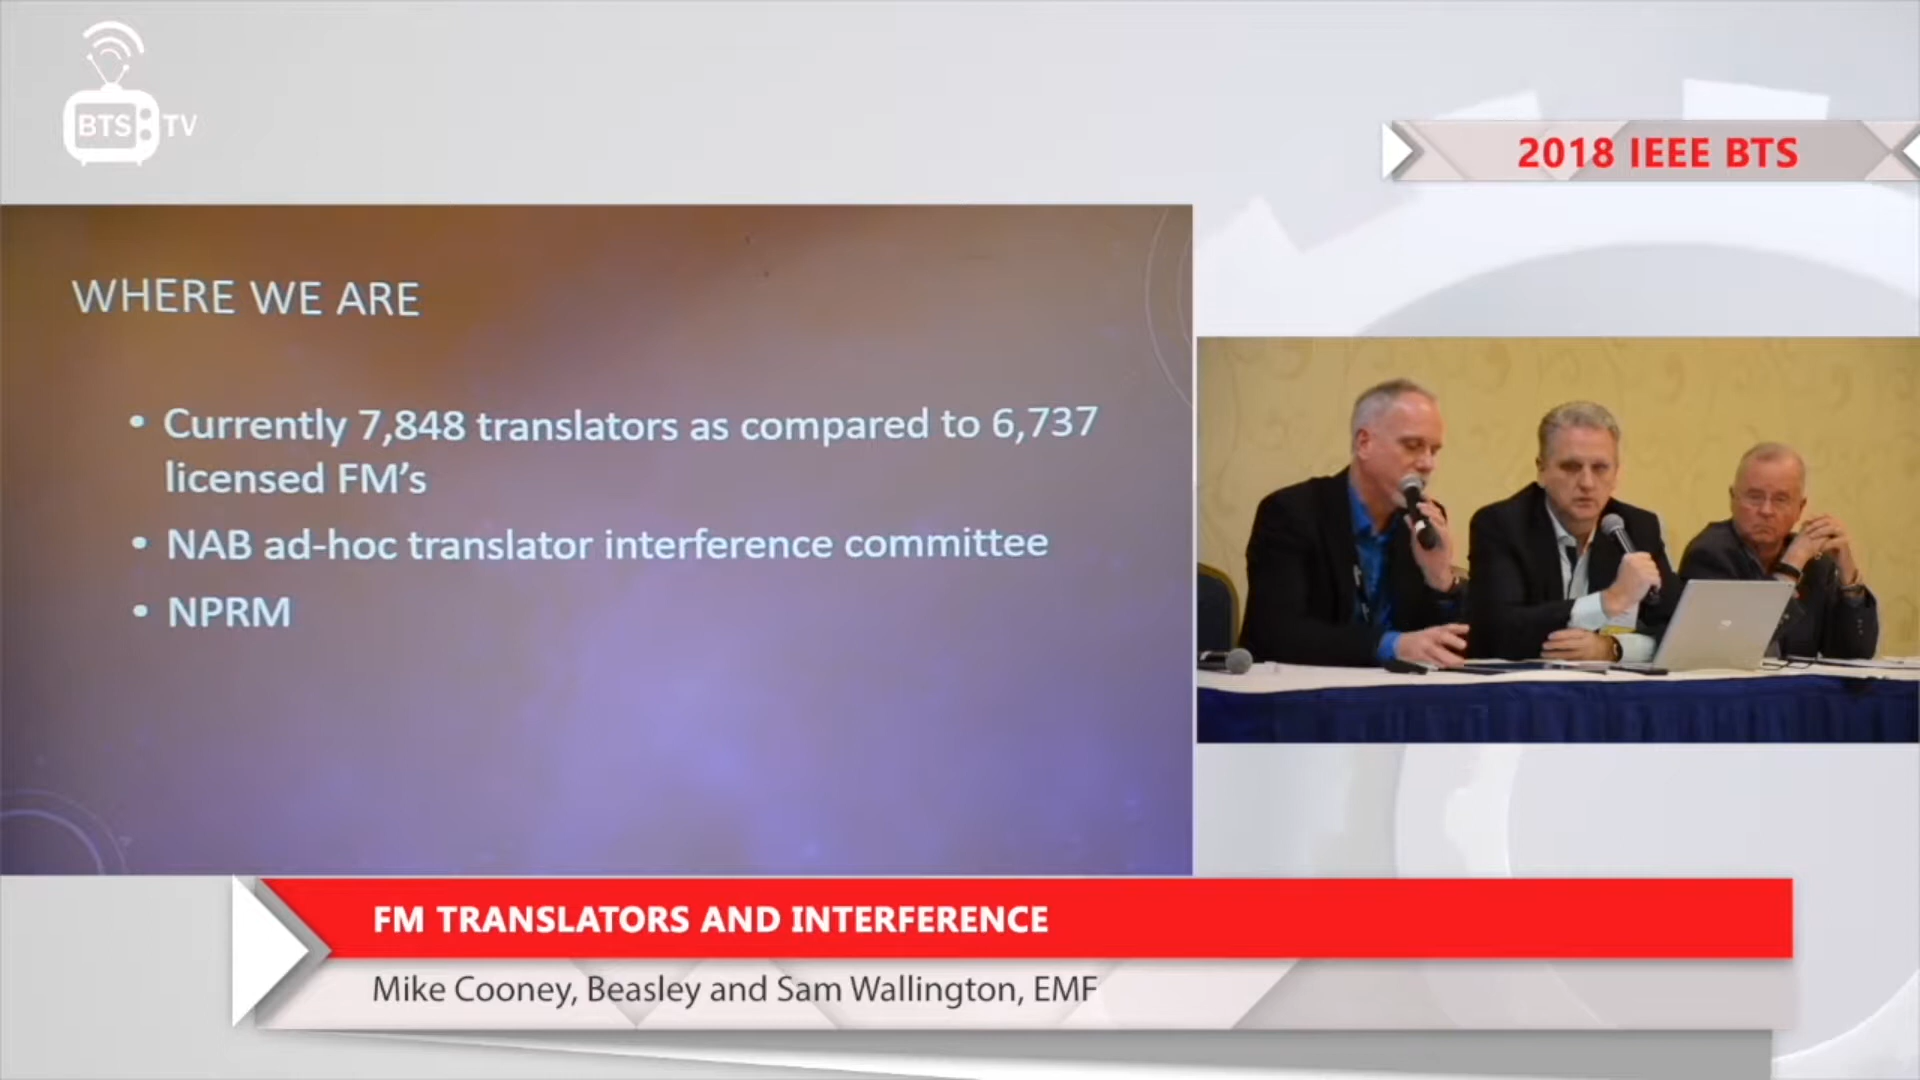 BTS TV
2018 IEEE BTS
WHERE WE ARE
• Currently 7,848 translators as compared to 6,737
licensed FM's
• NAB ad-hoc translator interference committee
• NPRM
FM TRANSLATORS AND INTERFERENCE
Mike Cooney, Beasley and Sam Wallington, EMF